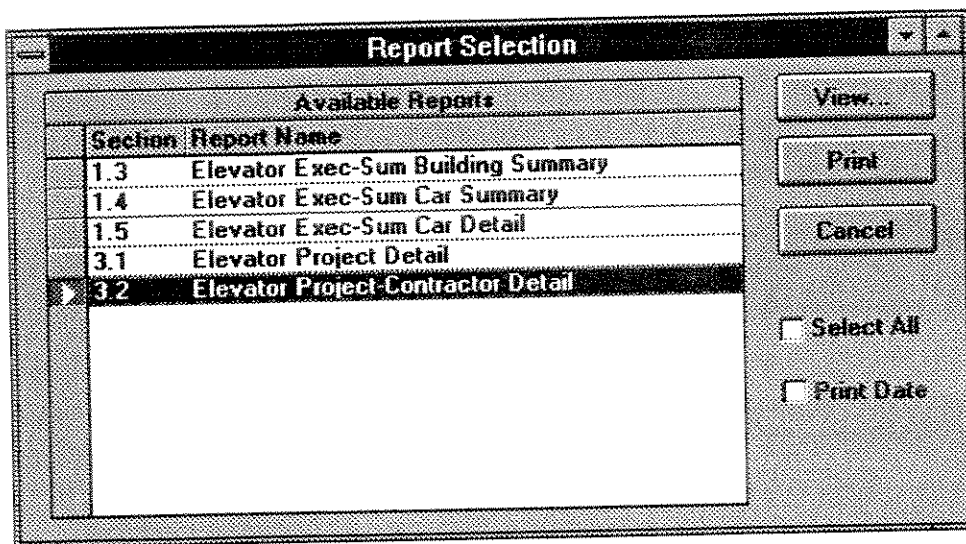 Report Selection
Available Reports
Section Report Name
1.3 Elevator Exec-Sum Building Summary
1.4 Elevator Exec-Sum Car Summary
1.5 Elevator Exec-Sum Car Detail
3.1 Elevator Project Detail
3.2 Elevator Project-Contractor Detail
View...
Print
Cancel
Select All
Print Date